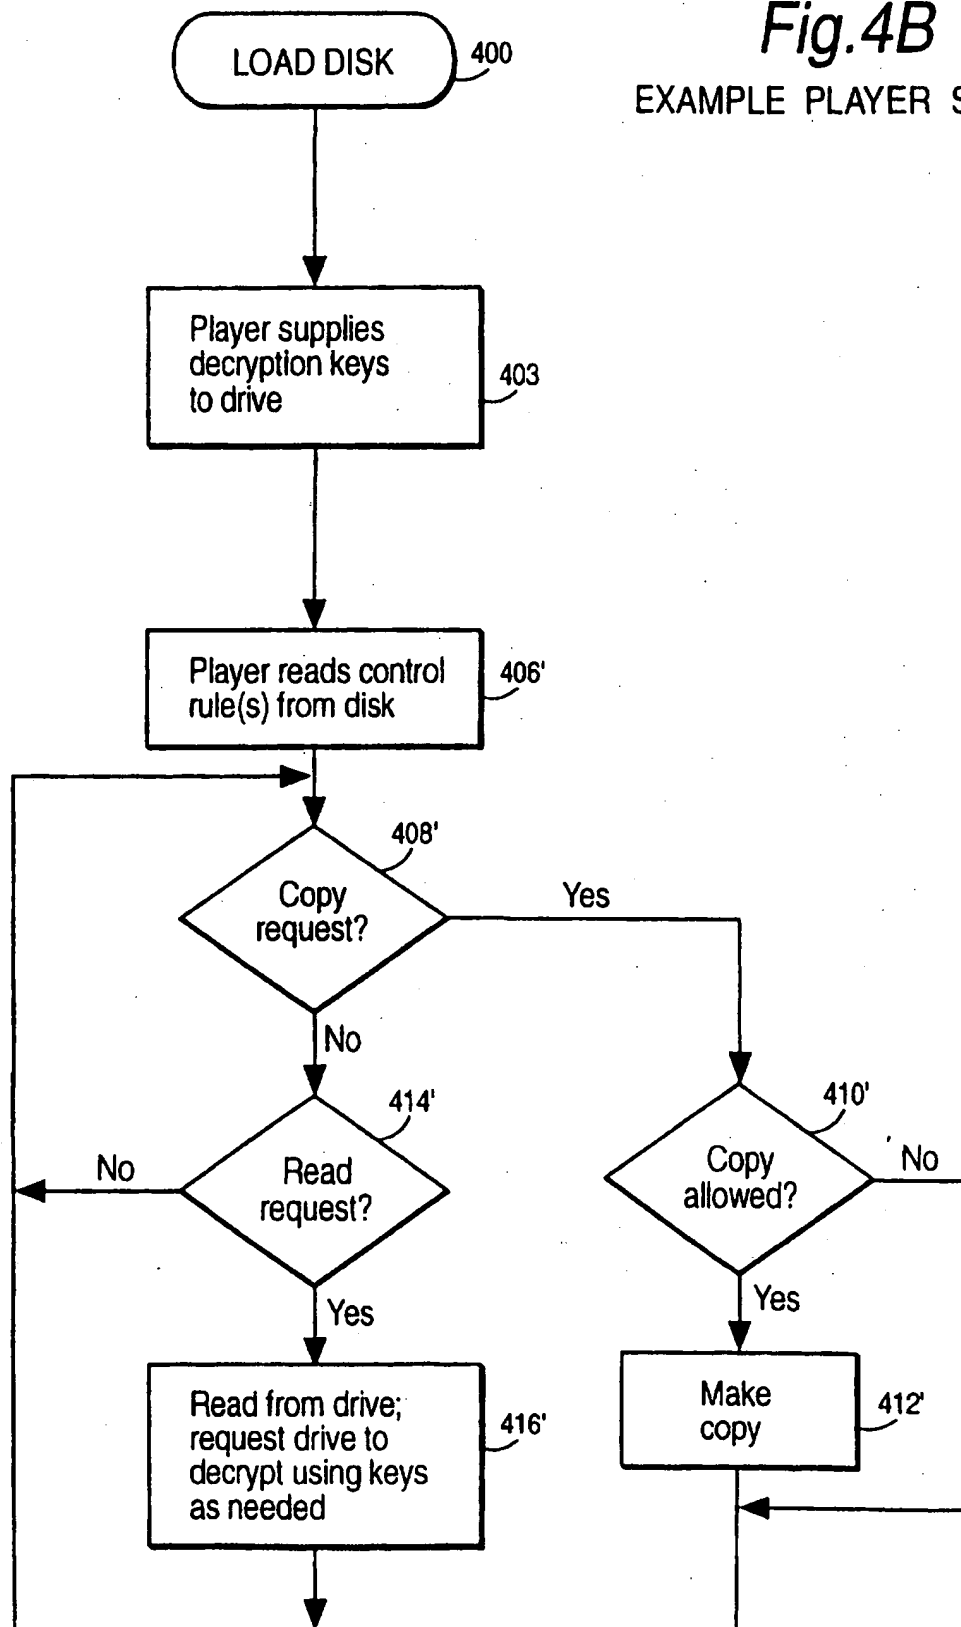 Fig.4B
EXAMPLE PLAYER S
LOAD DISK
400
Player supplies
decryption keys
to drive
403
Player reads control
rule(s) from disk
406'
408'
Copy
request?
Yes
No
414'
Read
request?
No
Yes
410'
Copy
allowed?
No
Yes
Read from drive;
request drive to
decrypt using keys
as needed
416'
Make
copy
412'